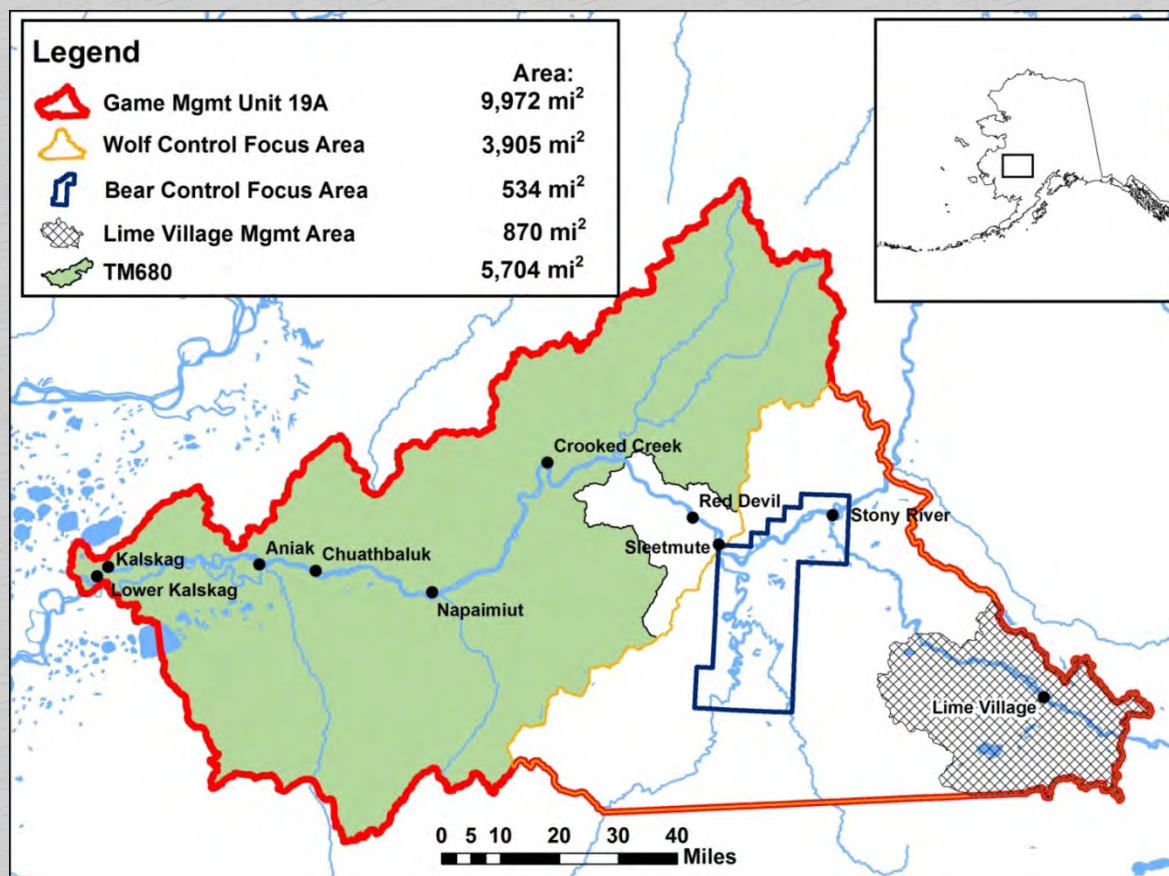 Legend
Area:
Game Mgmt Unit 19A 9,972 mi²
Wolf Control Focus Area 3,905 mi²
Bear Control Focus Area 534 mi²
Lime Village Mgmt Area 870 mi²
TM680 5,704 mi²
Crooked Creek
Red Devil
Stony River
Sleetmute
Kalskag
Aniak
Chuathbaluk
Lower Kalskag
Napaimiut
Lime Village
0 5 10 20 30 40
Miles